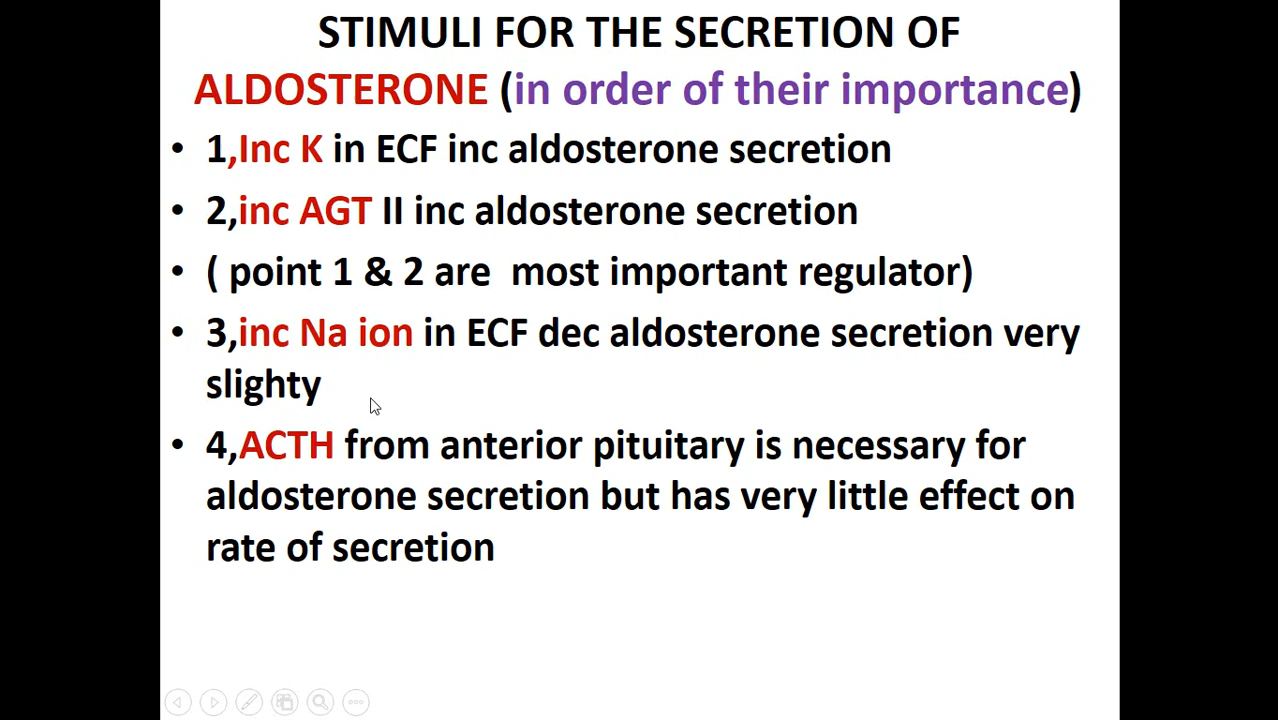 STIMULI FOR THE SECRETION OF
ALDOSTERONE (in order of their importance)
• 1,Inc K in ECF inc aldosterone secretion
• 2,inc AGT II inc aldosterone secretion
• ( point 1 & 2 are  most important regulator)
• 3,inc Na ion in ECF dec aldosterone secretion very
slighty
• 4,ACTH from anterior pituitary is necessary for
aldosterone secretion but has very little effect on
rate of secretion